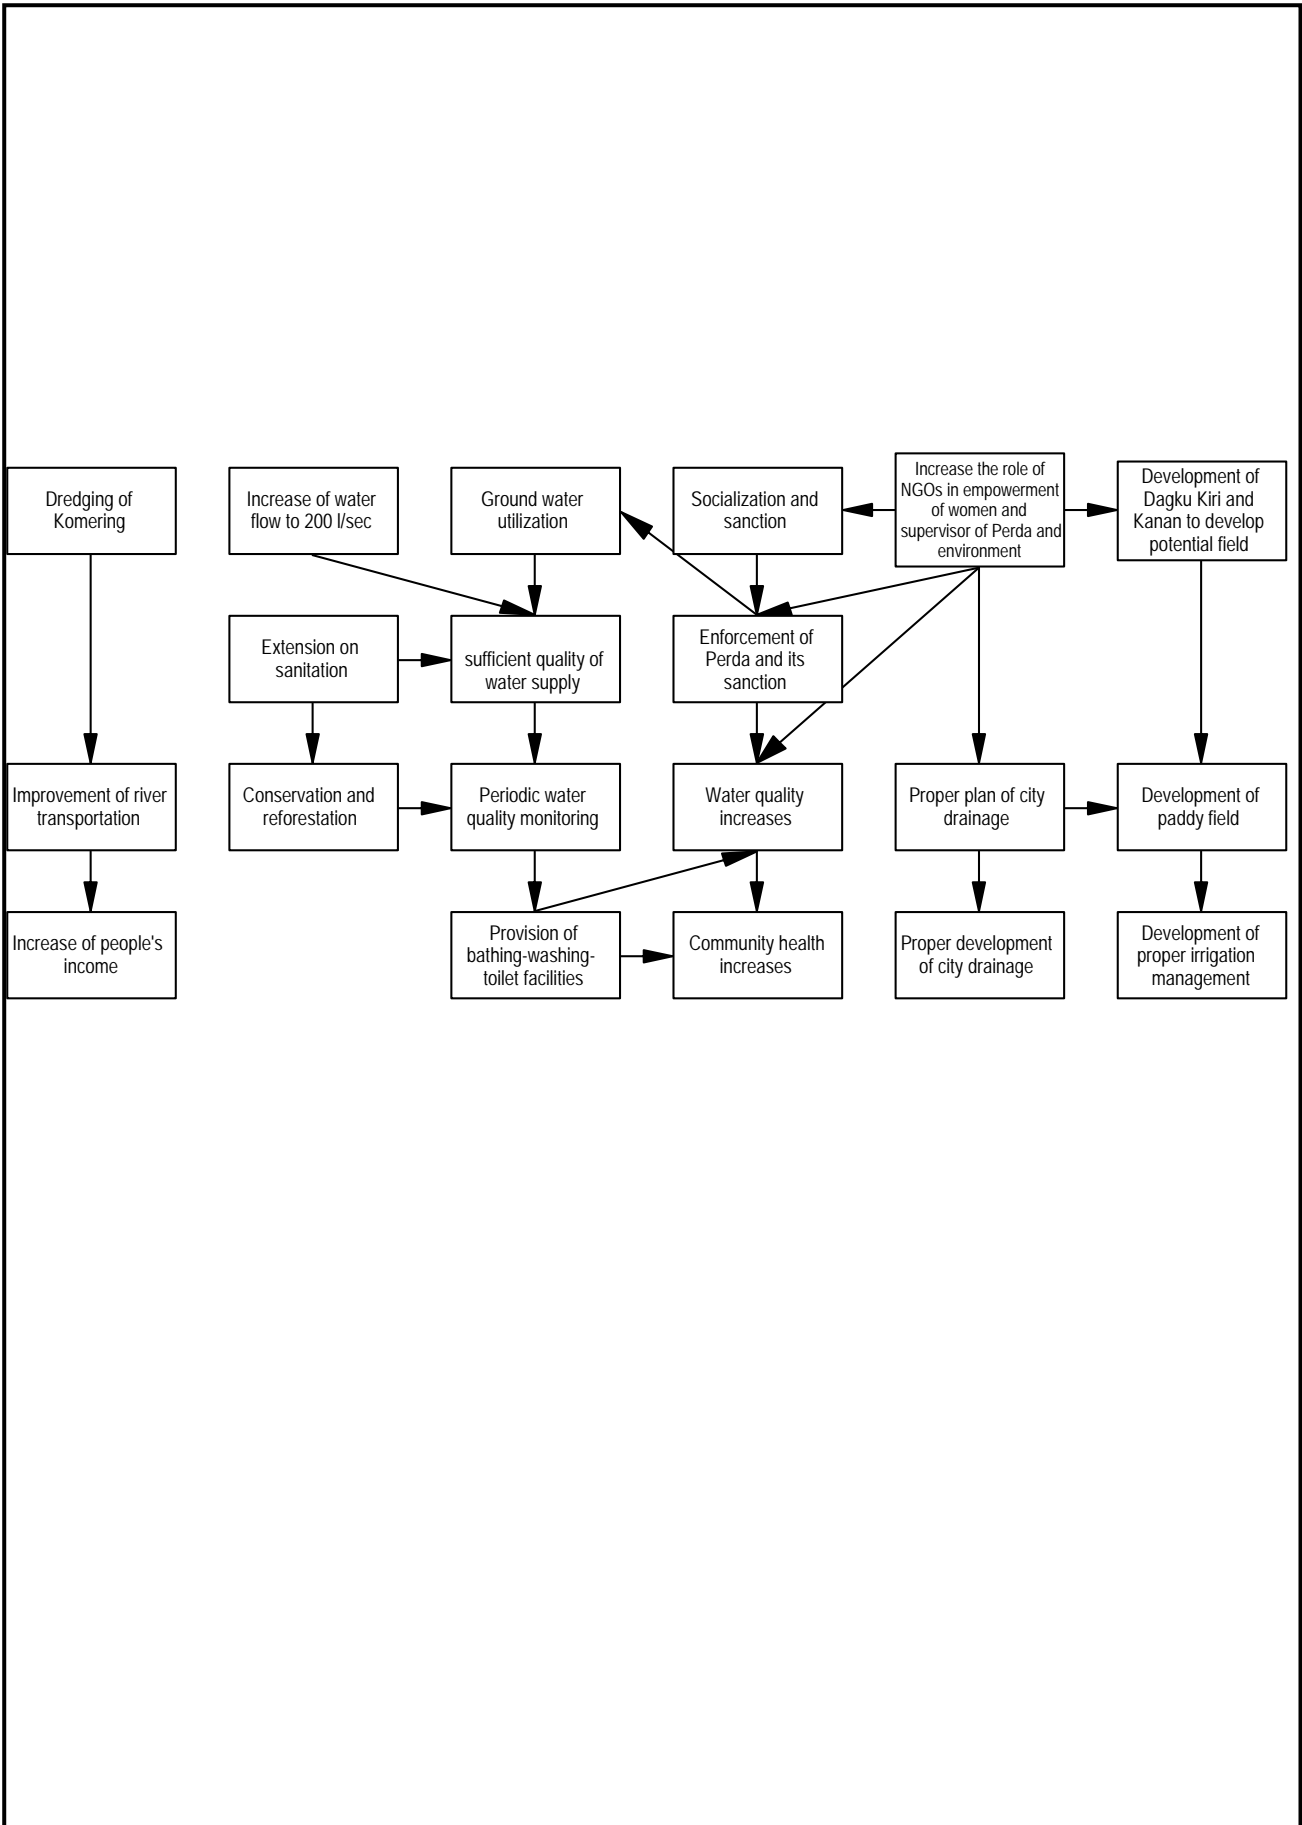 Dredging of
Komering
Increase of water
flow to 200 l/sec
Ground water
utilization
Socialization and
sanction
Increase the role of
NGOs in empowerment
of women and
supervisor of Perda and
environment
Development of
Dagku Kiri and
Kanan to develop
potential field
Extension on
sanitation
sufficient quality of
water supply
Enforcement of
Perda and its
sanction
Improvement of river
transportation
Conservation and
reforestation
Periodic water
quality monitoring
Water quality
increases
Proper plan of city
drainage
Development of
paddy field
Increase of people's
income
Provision of
bathing-washing-
toilet facilities
Community health
increases
Proper development
of city drainage
Development of
proper irrigation
management